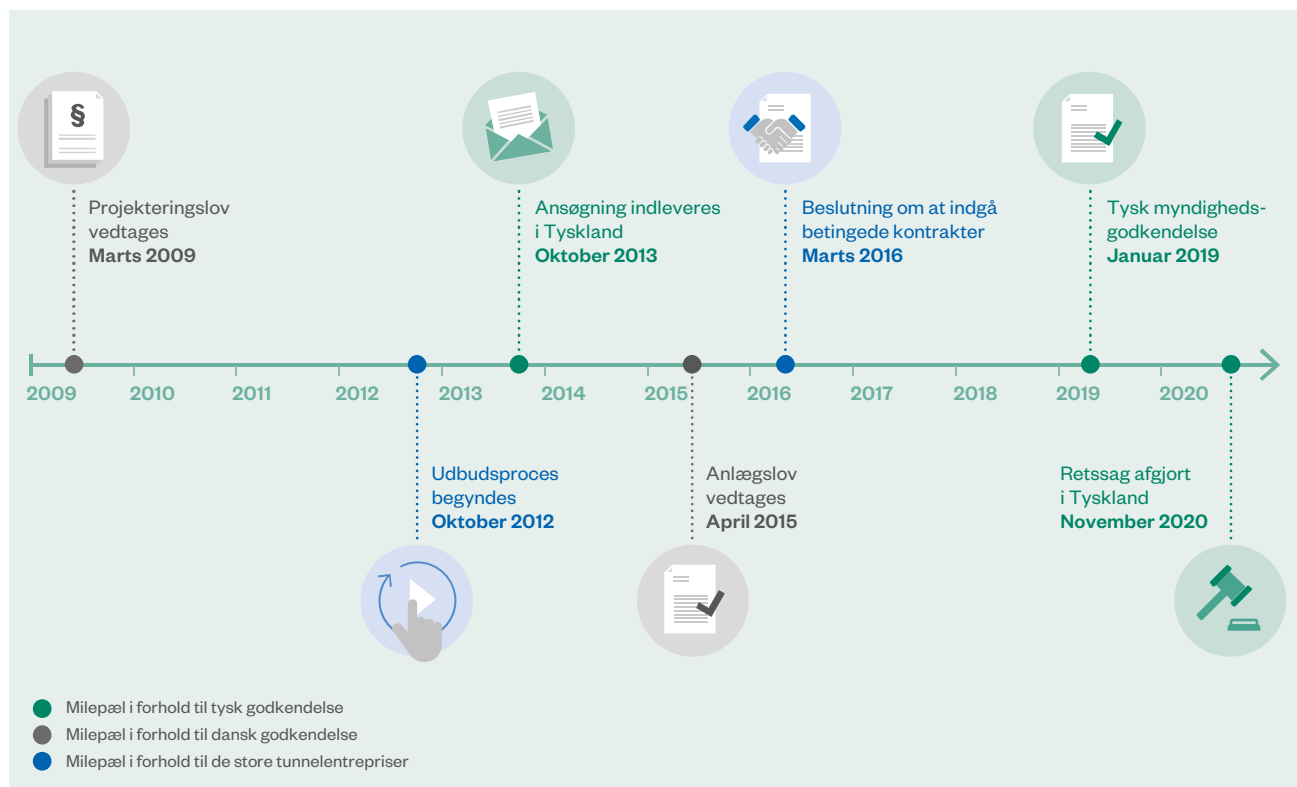 §
Projekteringslov
vedtages
Marts 2009
Ansøgning indleveres
i Tyskland
Oktober 2013
Beslutning om at indgå
betingede kontrakter
Marts 2016
Tysk myndigheds-
godkendelse
Januar 2019
2009 2010 2011 2012 2013 2014 2015 2016 2017 2018 2019 2020
Udbudsproces
begyndes
Oktober 2012
Anlægslov
vedtages
April 2015
Retssag afgjort
i Tyskland
November 2020
Milepæl i forhold til tysk godkendelse
Milepæl i forhold til dansk godkendelse
Milepæl i forhold til de store tunnelentrepriser